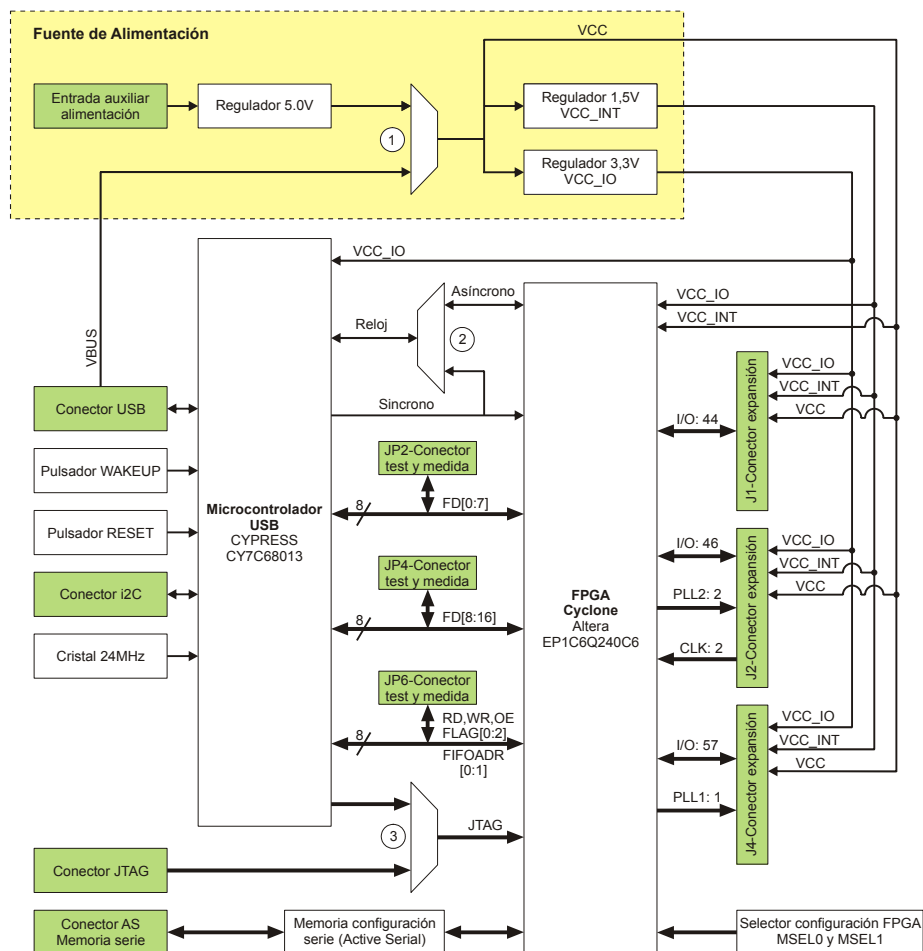 Fuente de Alimentación
VCC
Entrada auxiliar
alimentación
Regulador 5.0V
1
Regulador 1,5V
VCC_INT
Regulador 3,3V
VCC_IO
VBUS
VCC_IO
Asíncrono
Reloj
2
Sincrono
VCC_IO
VCC_INT
Conector USB
Pulsador WAKEUP
Pulsador RESET
Conector i2C
Cristal 24MHz
Microcontrolador
USB
CYPRESS
CY7C68013
JP2-Conector
test y medida
8
FD[0:7]
JP4-Conector
test y medida
8
FD[8:16]
JP6-Conector
test y medida
8
RD,WR,OE
FLAG[0:2]
FIFOADR
[0:1]
FPGA
Cyclone
Altera
EP1C6Q240C6
I/O: 44
J1-Conector expansión
VCC_IO
VCC_INT
VCC
I/O: 46
PLL2: 2
CLK: 2
J2-Conector expansión
VCC_IO
VCC_INT
VCC
I/O: 57
PLL1: 1
J4-Conector expansión
VCC_IO
VCC_INT
VCC
3
JTAG
Conector JTAG
Conector AS
Memoria serie
Memoria configuración
serie (Active Serial)
Selector configuración FPGA
MSEL0 y MSEL1